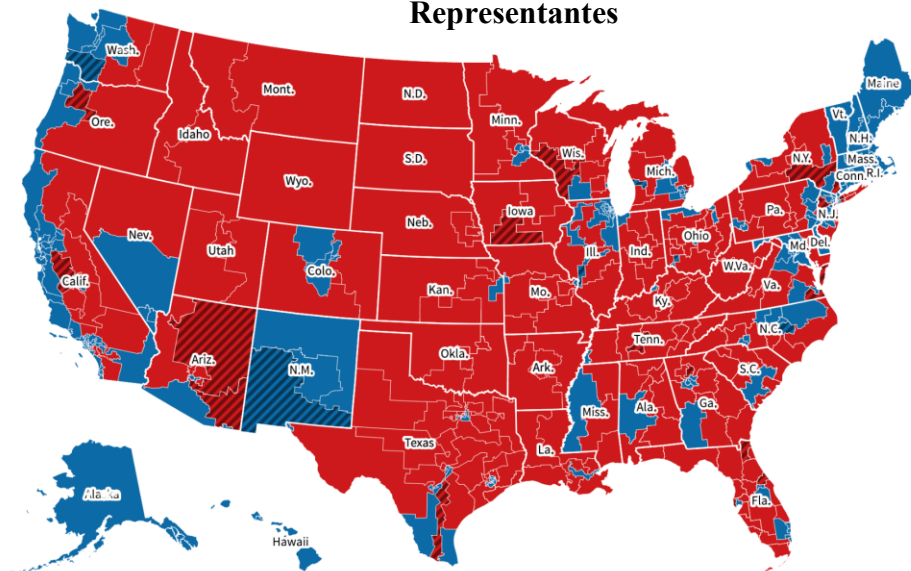 Representantes
Wash.
Maine
Mont.
N.D.
Vt.
Minn.
Ore.
Idaho
N.H.
Wis.
N.Y.
Mass.
S.D.
Mich.
Conn.
R.I.
Wyo.
Iowa
Pa.
N.J.
Neb.
Nev.
Ohio
Utah
Ill.
Ind.
Md.
Del.
Colo.
W.Va.
Calif.
Kan.
Mo.
Va.
Ky.
N.C.
Tenn.
Okla.
Ariz.
N.M.
Ark.
S.C.
Ga.
Miss.
Ala.
Texas
La.
Alaska
Fla.
Hawaii